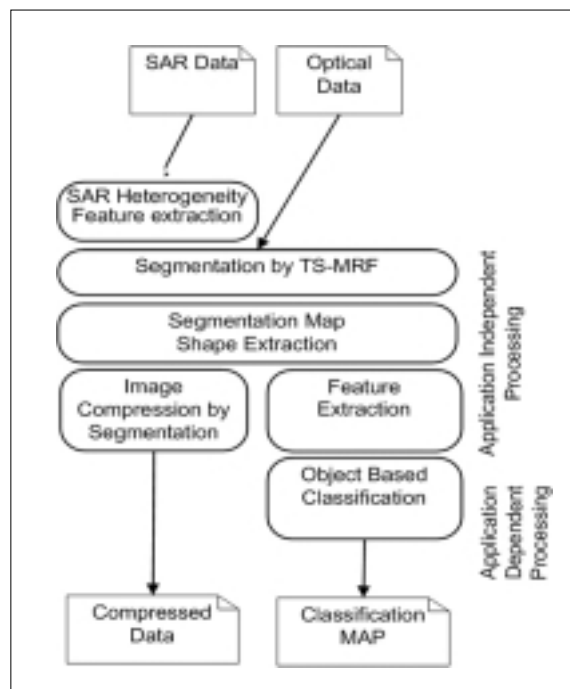 SAR Data
Optical
Data
SAR Heterogeneity
Feature extraction
Segmentation by TS-MRF
Segmentation Map
Shape Extraction
Image
Compression by
Segmentation
Feature
Extraction
Object Based
Classification
Compressed
Data
Classification
MAP
Application Independent
Processing
Application
Dependent
Processing